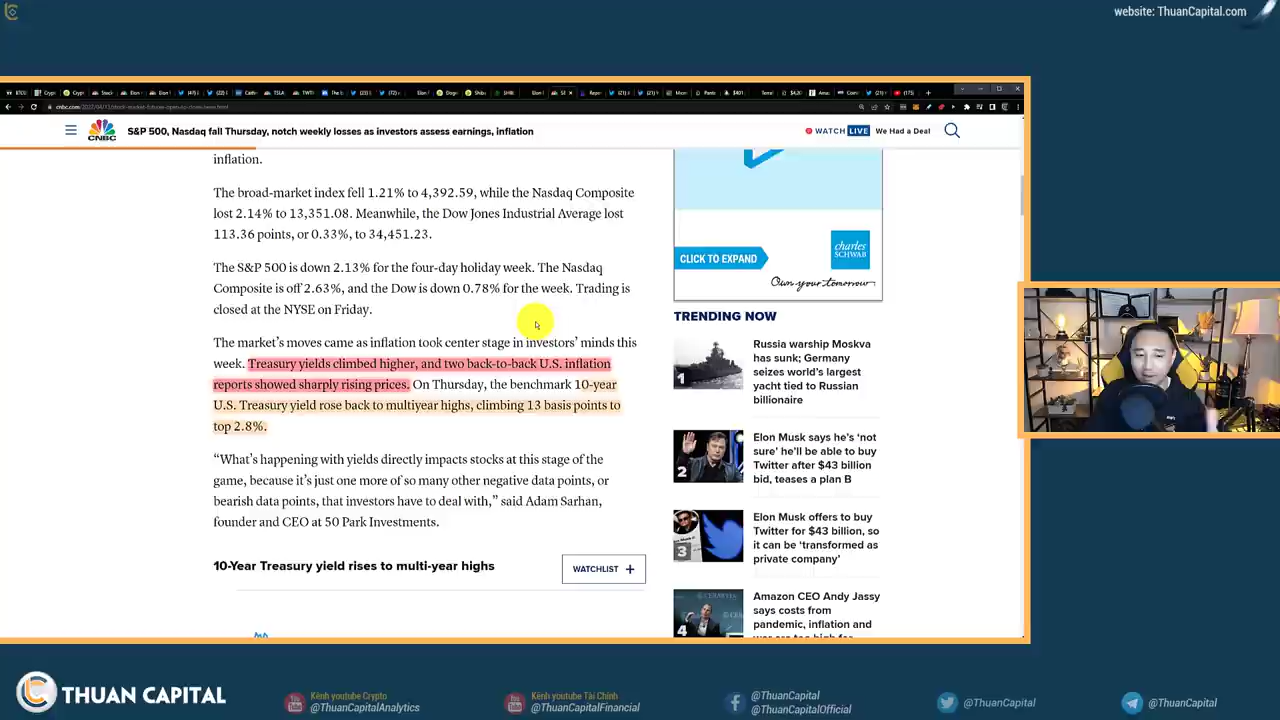 website: ThuanCapital.com
S&P 500, Nasdaq fall Thursday, notch weekly losses as investors assess earnings, inflation
WATCH LIVE
We Had a Deal
CNBC
inflation.
The broad-market index fell 1.21% to 4,392.59, while the Nasdaq Composite
lost 2.14% to 13,351.08. Meanwhile, the Dow Jones Industrial Average lost
113.36 points, or 0.33%, to 34,451.23.
The S&P 500 is down 2.13% for the four-day holiday week. The Nasdaq
Composite is off 2.63%, and the Dow is down 0.78% for the week. Trading is
closed at the NYSE on Friday.
The market's moves came as inflation took center stage in investors' minds this
week. Treasury yields climbed higher, and two back-to-back U.S. inflation
reports showed sharply rising prices. On Thursday, the benchmark 10-year
U.S. Treasury yield rose back to multiyear highs, climbing 13 basis points to
top 2.8%.
“What's happening with yields directly impacts stocks at this stage of the
game, because it's just one more of so many other negative data points, or
bearish data points, that investors have to deal with,” said Adam Sarhan,
founder and CEO at 50 Park Investments.
10-Year Treasury yield rises to multi-year highs
WATCHLIST +
CLICK TO EXPAND
charles
SCHWAB
Own your tomorrow
TRENDING NOW
1
Russia warship Moskva
has sunk; Germany
seizes world's largest
yacht tied to Russian
billionaire
2
Elon Musk says he's ‘not
sure’ he'll be able to buy
Twitter after $43 billion
bid, teases a plan B
3
Elon Musk offers to buy
Twitter for $43 billion, so
it can be ‘transformed as
private company’
4
Amazon CEO Andy Jassy
says costs from
pandemic, inflation and
THUAN CAPITAL
Kênh youtube Crypto
@ThuanCapitalAnalytics
Kênh youtube Tài Chính
@ThuanCapitalFinancial
@ThuanCapital
@ThuanCapitalOfficial
@ThuanCapital
@ThuanCapital